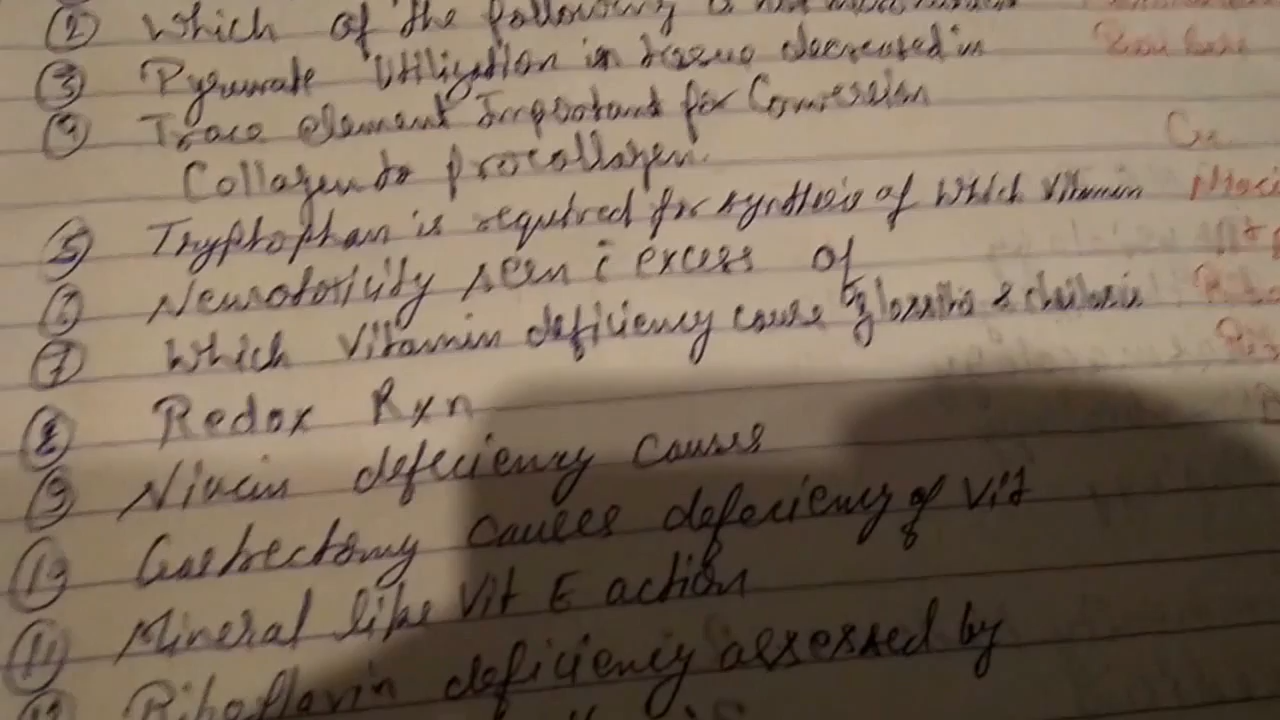 ② Which of the following is not
③ Pyruvate Utilization in tissue decreased in
④ Trace element Important for Conversion Cu
Collagen to procollagen.
⑤ Tryptophan is required for synthesis of which vitamin
⑥ Neurotoxicity seen c̄ excess of
⑦ Which Vitamin deficiency cause glossitis & cheilosis
⑧ Redox Rxn
⑨ Niacin deficiency causes
⑩ Gastrectomy causes deficiency of Vit
⑪ Mineral like Vit E action
Riboflavin deficiency assessed by